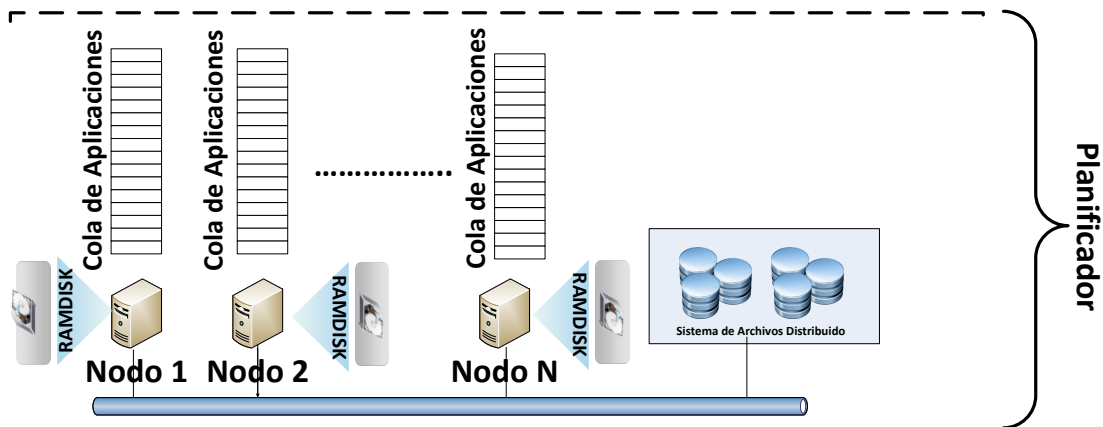 Cola de Aplicaciones
Cola de Aplicaciones
Cola de Aplicaciones
RAMDISK
RAMDISK
RAMDISK
Sistema de Archivos Distribuido
Nodo 1
Nodo 2
Nodo N
Planificador